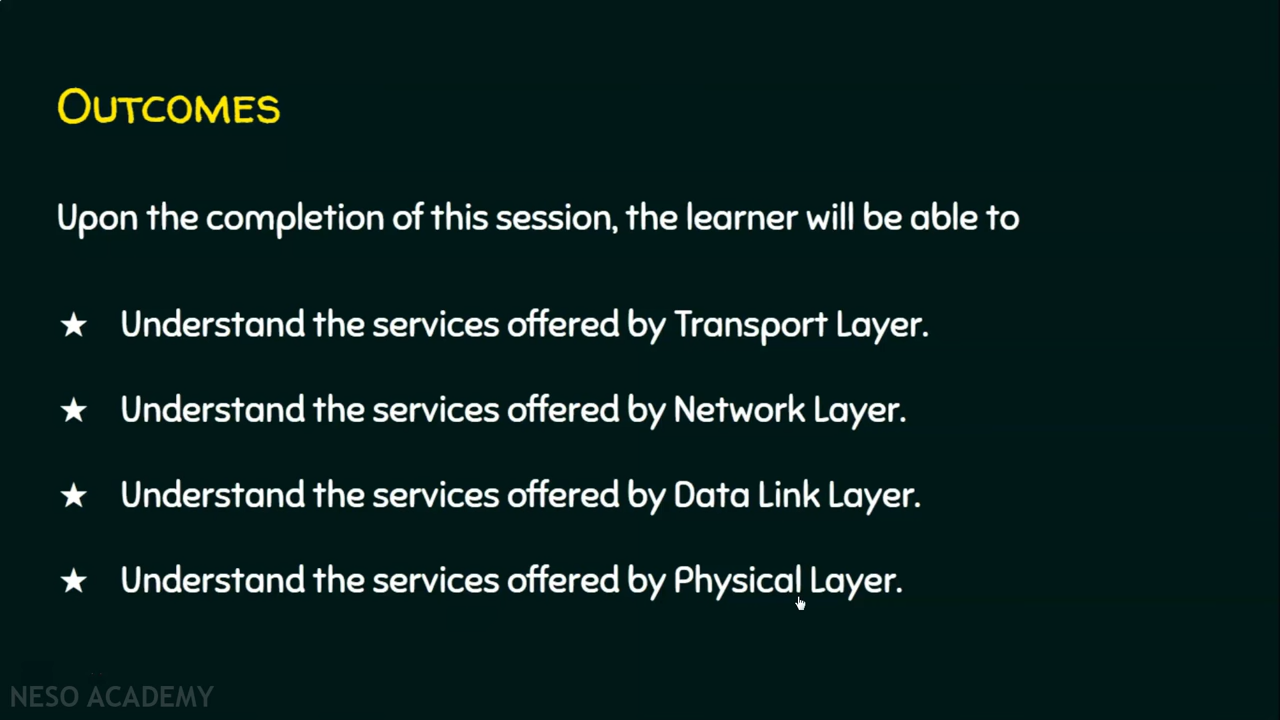 Outcomes
Upon the completion of this session, the learner will be able to
★ Understand the services offered by Transport Layer.
★ Understand the services offered by Network Layer.
★ Understand the services offered by Data Link Layer.
★ Understand the services offered by Physical Layer.
NESO ACADEMY